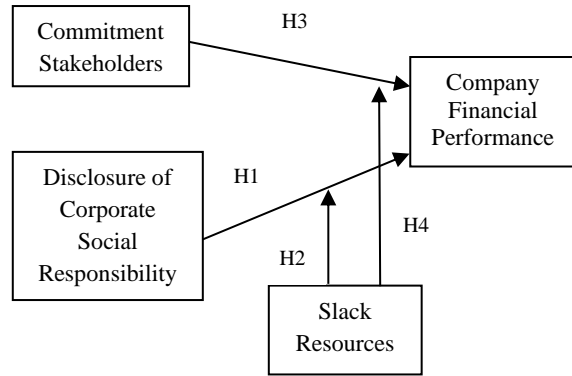 Commitment
Stakeholders
H3
Company
Financial
Performance
Disclosure of
Corporate
Social
Responsibility
H1
H4
H2
Slack
Resources